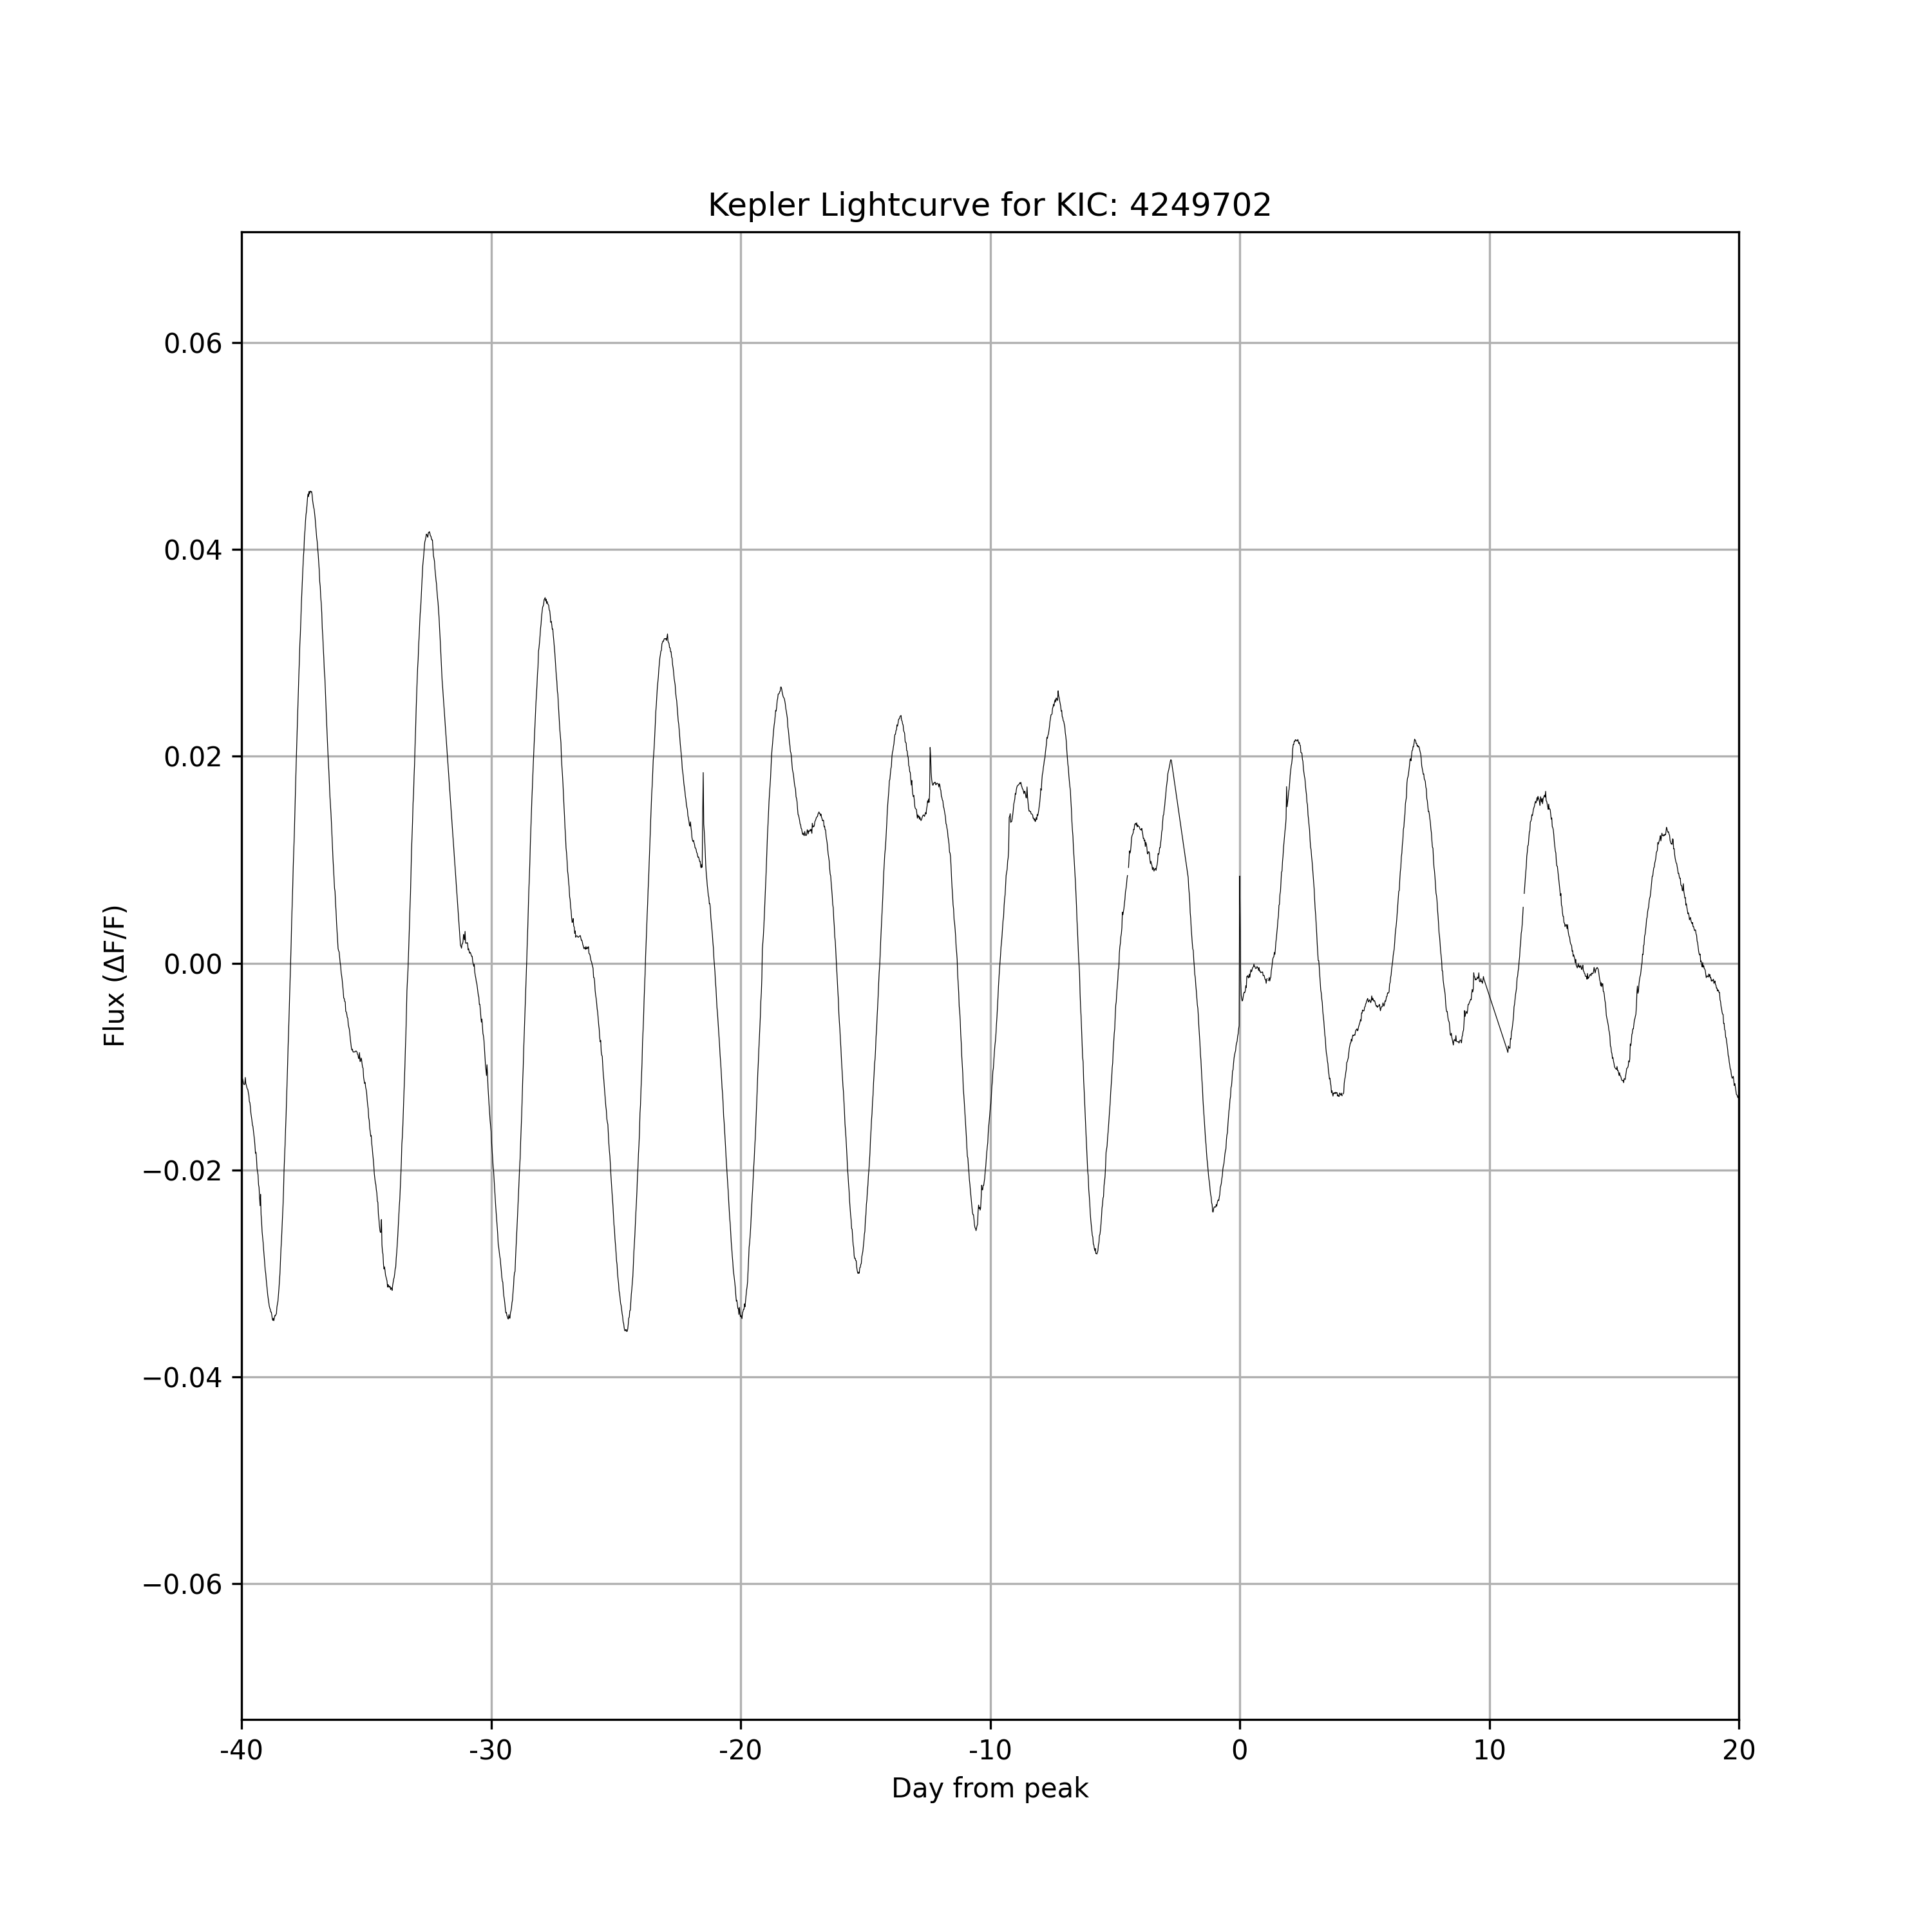 Kepler Lightcurve for KIC: 4249702
0.06
0.04
0.02
0.00
−0.02
−0.04
−0.06
Flux (ΔF/F)
-40 -30 -20 -10 0 10 20
Day from peak